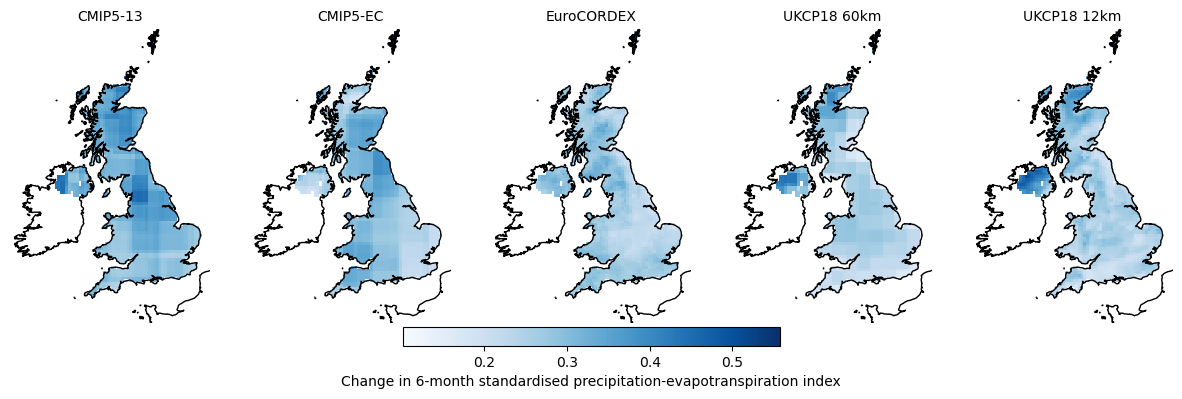 CMIP5-13
CMIP5-EC
EuroCORDEX
UKCP18 60km
UKCP18 12km
0.2
0.3
0.4
0.5
Change in 6-month standardised precipitation-evapotranspiration index